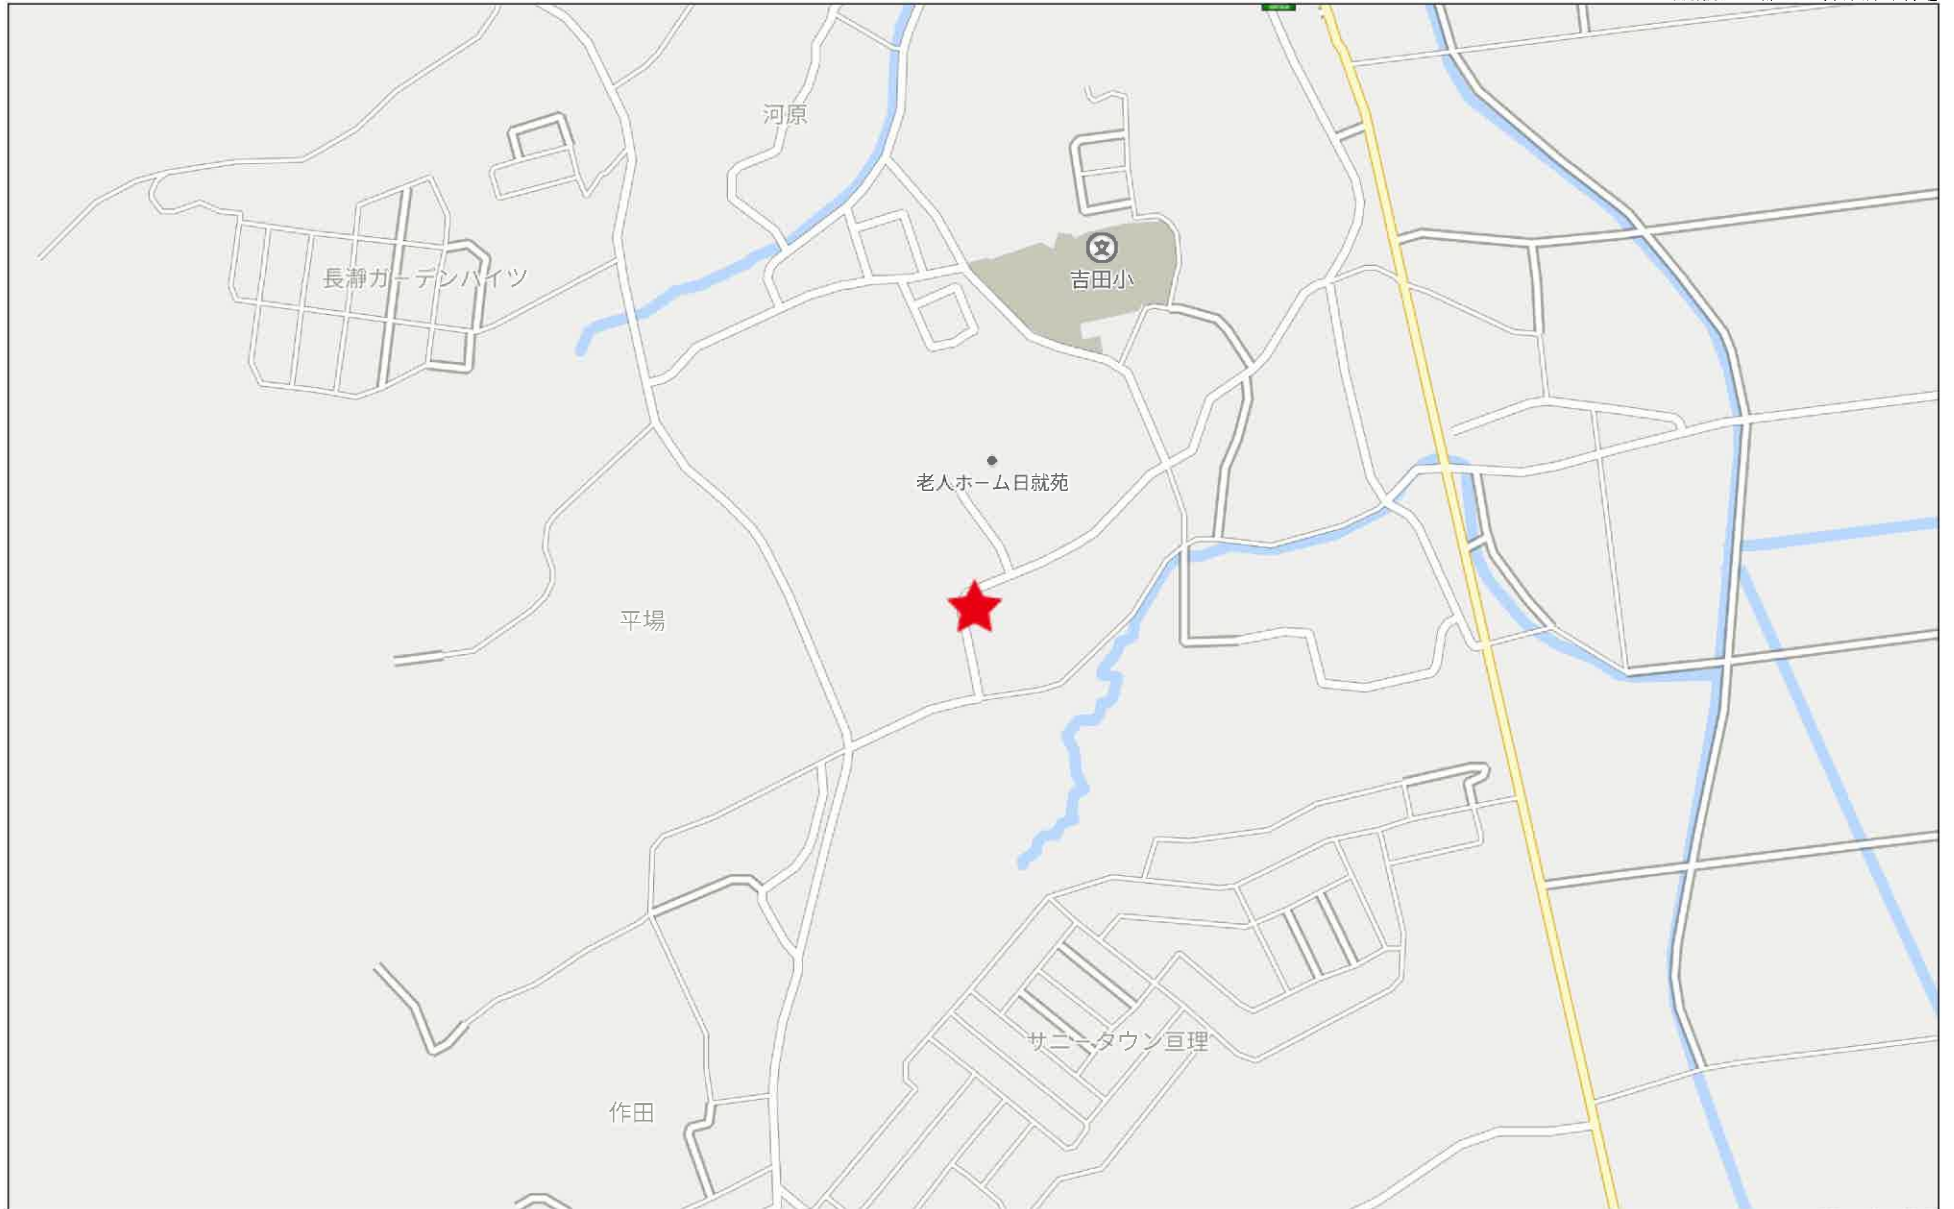 河原
吉田小
長瀞ガーデンハイツ
老人ホーム日就苑
平場
サニータウン亘理
作田